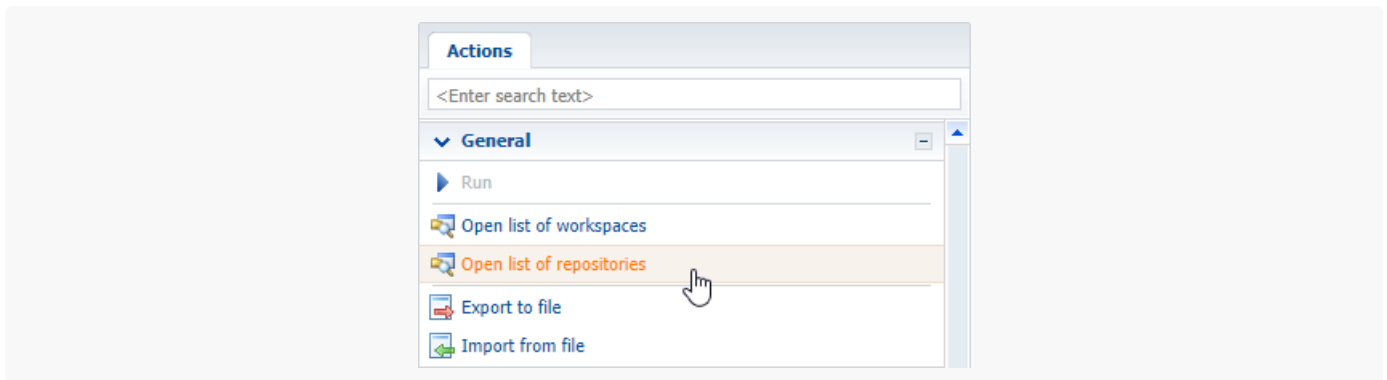 Actions
<Enter search text>
General
Run
Open list of workspaces
Open list of repositories
Export to file
Import from file